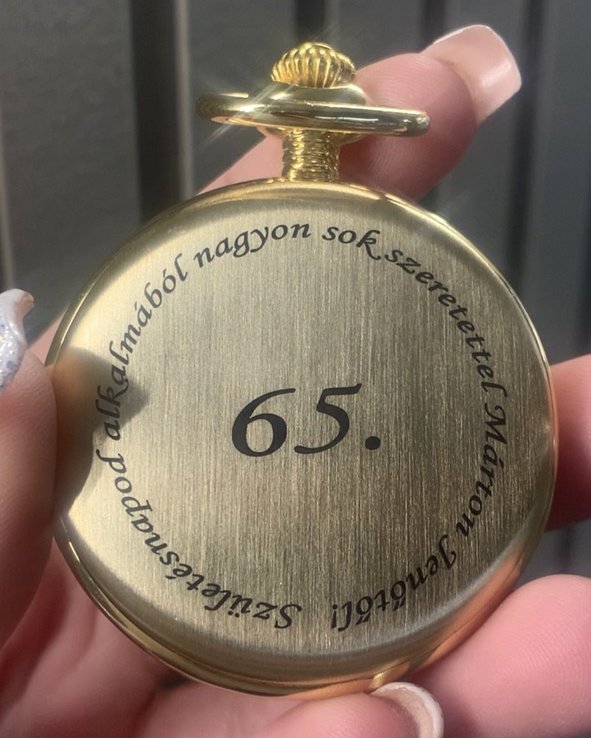 Születésnapod alkalmából nagyon sok szeretettel Márton Jenőtől!
65.